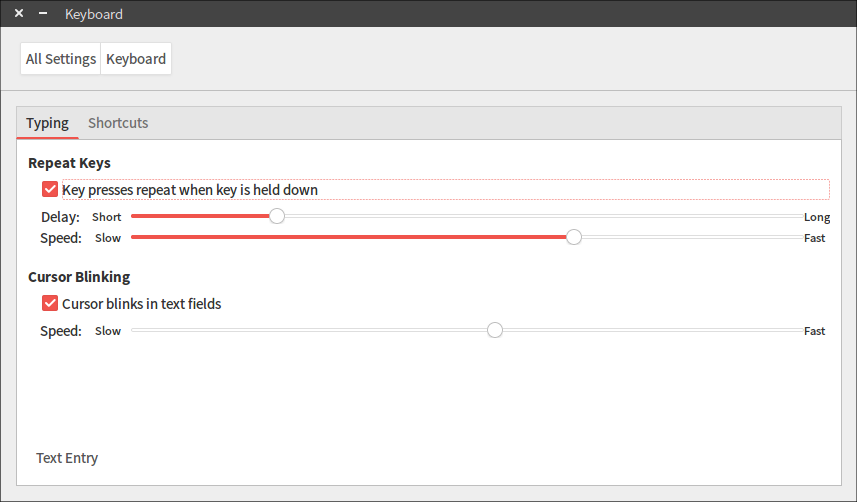 Keyboard
All Settings Keyboard
Typing Shortcuts
Repeat Keys
Key presses repeat when key is held down
Delay: Short Long
Speed: Slow Fast
Cursor Blinking
Cursor blinks in text fields
Speed: Slow Fast
Text Entry